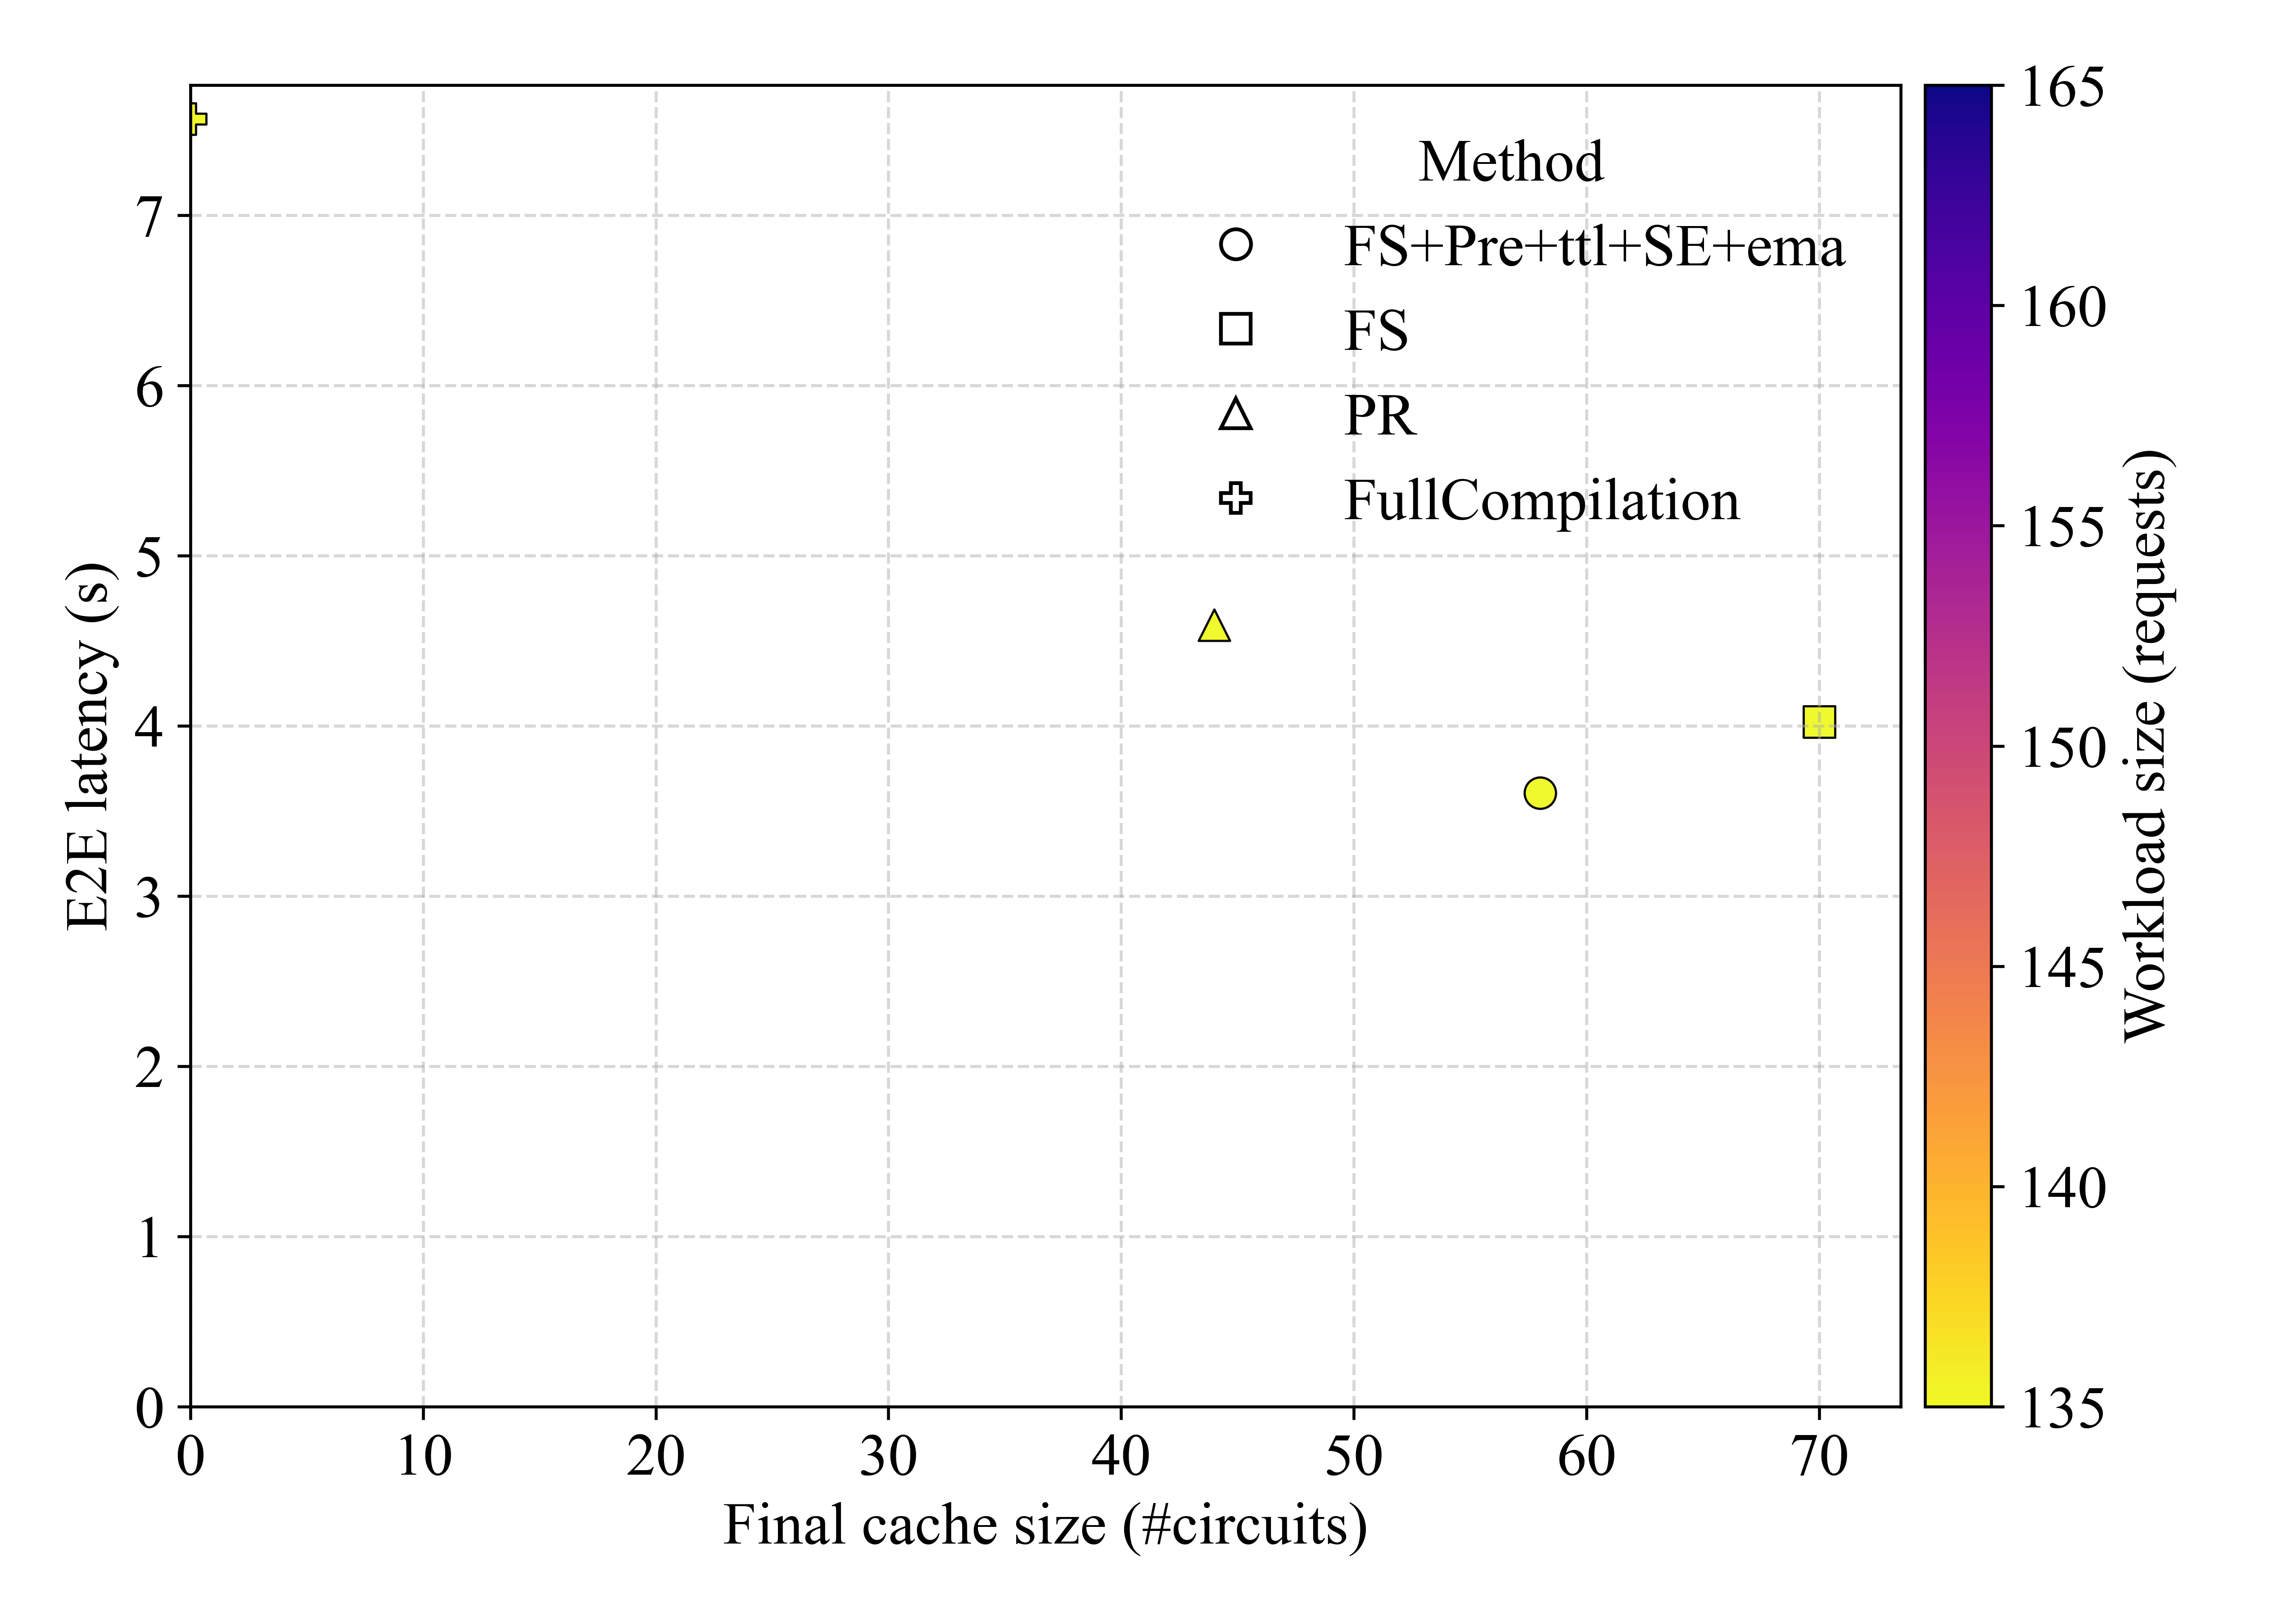 Method
FS+Pre+ttl+SE+ema
FS
PR
FullCompilation
E2E latency (s)
7
6
5
4
3
2
1
0
0 10 20 30 40 50 60 70
Final cache size (#circuits)
165
160
155
150
145
140
135
Workload size (requests)